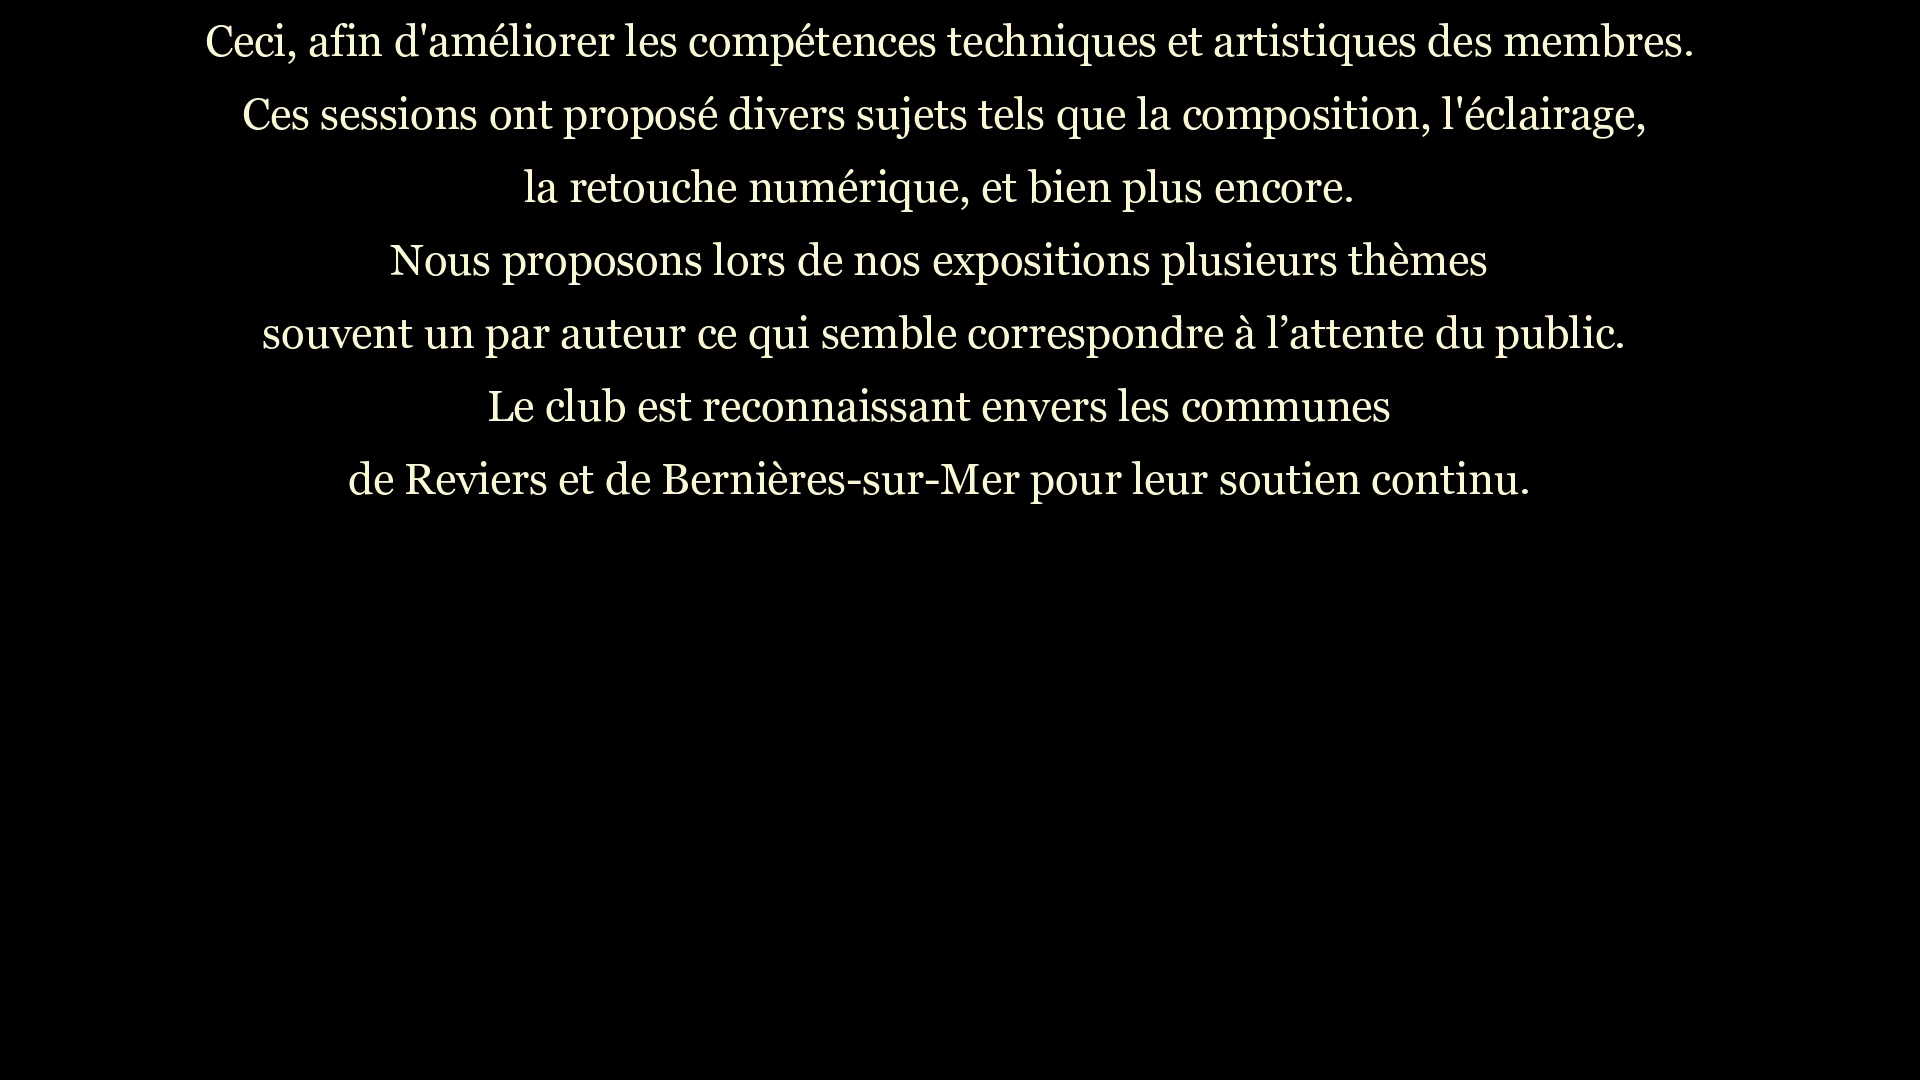 Ceci, afin d'améliorer les compétences techniques et artistiques des membres.
Ces sessions ont proposé divers sujets tels que la composition, l'éclairage,
la retouche numérique, et bien plus encore.
Nous proposons lors de nos expositions plusieurs thèmes
souvent un par auteur ce qui semble correspondre à l’attente du public.
Le club est reconnaissant envers les communes
de Reviers et de Bernières-sur-Mer pour leur soutien continu.